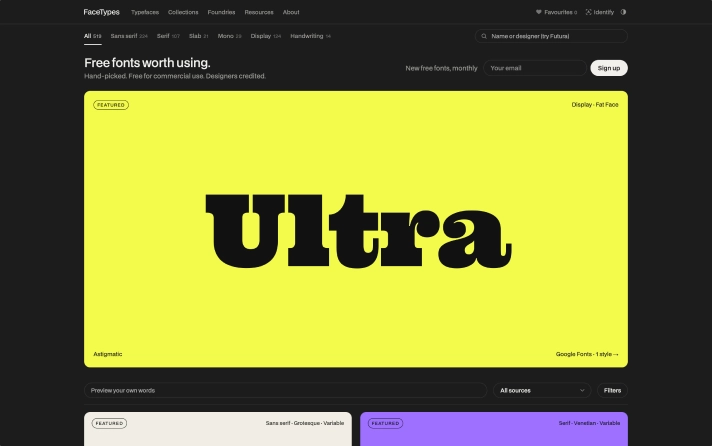 FaceTypes Typefaces Collections Foundries Resources About Favourites 0 Identify
All 518 Sans serif 224 Serif 107 Slab 21 Mono 28 Display 124 Handwriting 14 Name or designer (try Futura)
Free fonts worth using.
Hand-picked. Free for commercial use. Designers credited.
New free fonts, monthly Your email Sign up
FEATURED Display · Fat Face
Ultra
Astigmatic Google Fonts · 1 style →
Preview your own words All sources Filters
FEATURED Sans serif · Grotesque · Variable
FEATURED Serif · Venetian · Variable